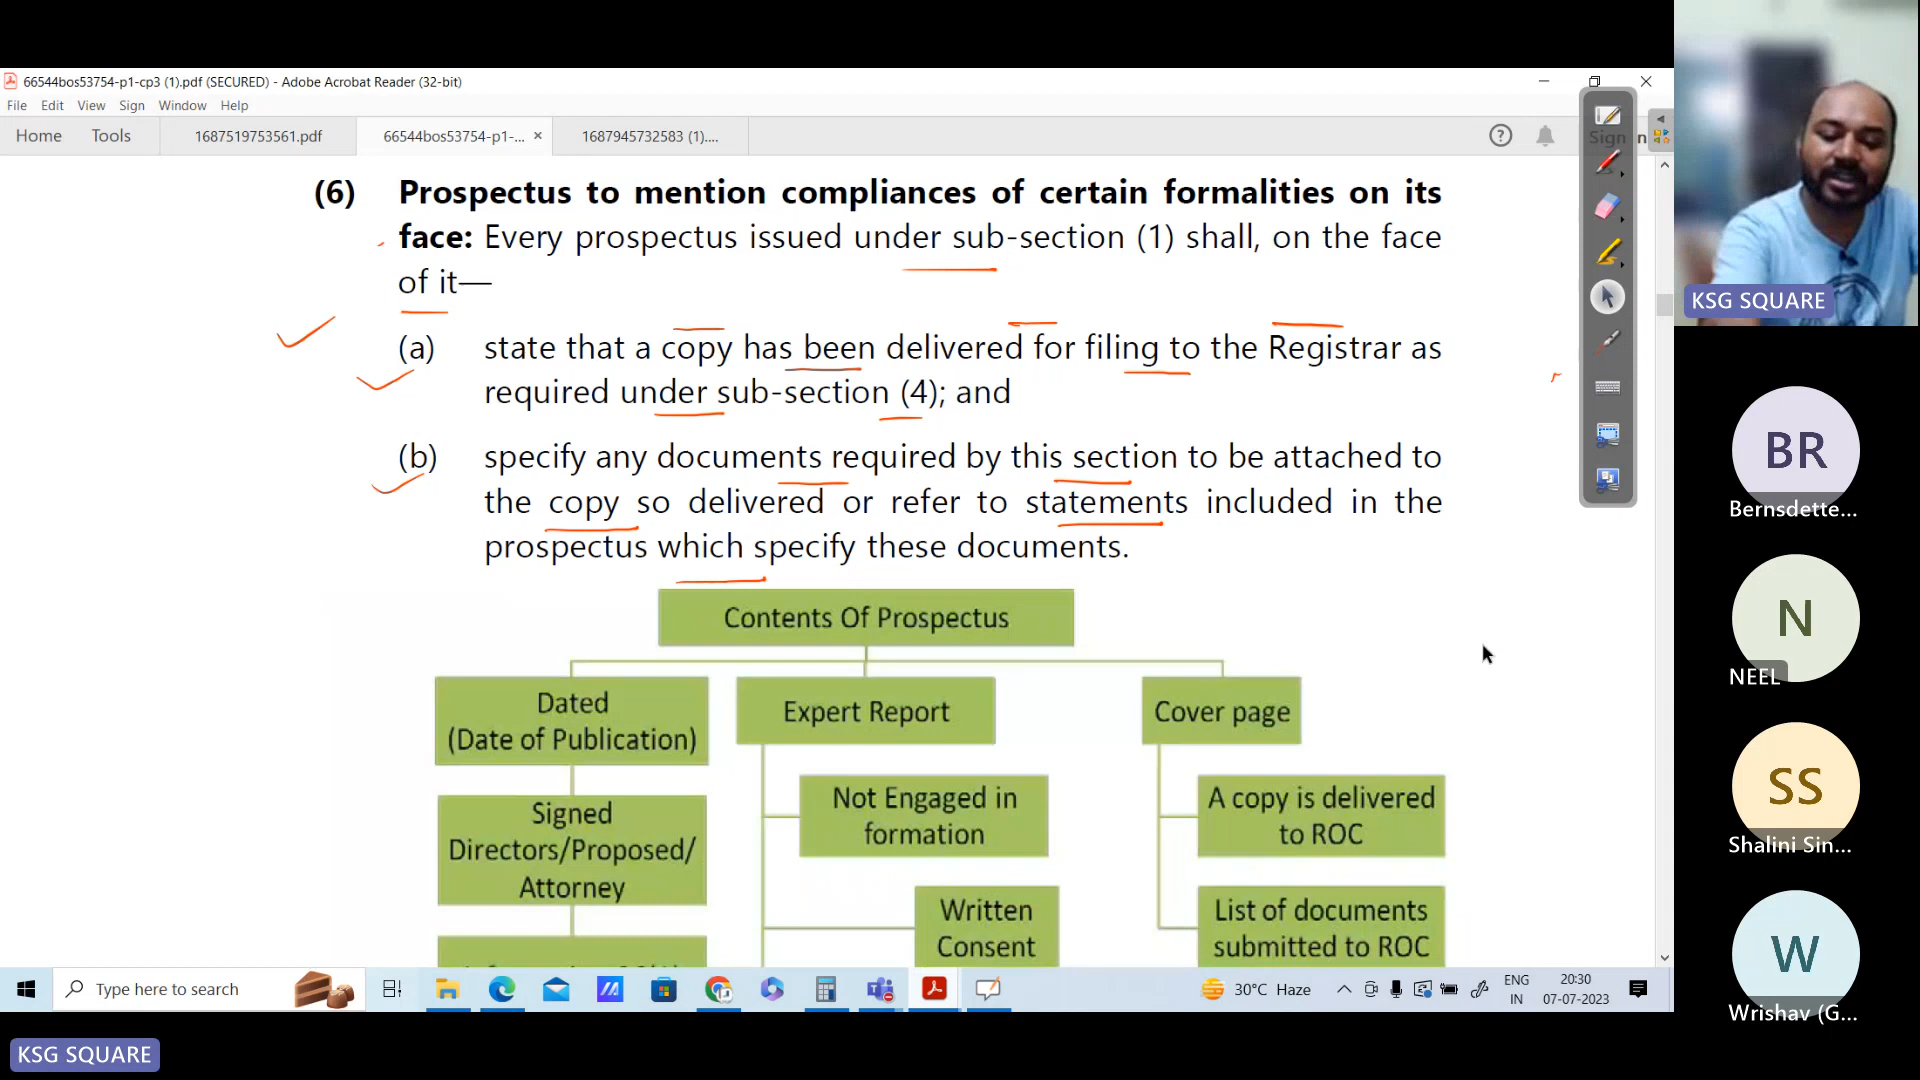 66544bos53754-p1-cp3 (1).pdf (SECURED) - Adobe Acrobat Reader (32-bit)
File Edit View Sign Window Help
Home Tools 1687519753561.pdf 66544bos53754-p1-... × 1687945732583 (1)....
(6) Prospectus to mention compliances of certain formalities on its
face: Every prospectus issued under sub-section (1) shall, on the face
of it—
(a) state that a copy has been delivered for filing to the Registrar as
required under sub-section (4); and
(b) specify any documents required by this section to be attached to
the copy so delivered or refer to statements included in the
prospectus which specify these documents.
Contents Of Prospectus
Dated
(Date of Publication)
Signed
Directors/Proposed/
Attorney
Expert Report
Not Engaged in
formation
Written
Consent
Cover page
A copy is delivered
to ROC
List of documents
submitted to ROC
Type here to search
30°C Haze
ENG
IN
20:30
07-07-2023
KSG SQUARE
BR
Bernsdette...
N
NEEL
SS
Shalini Sin...
W
Wrishav (G...
KSG SQUARE